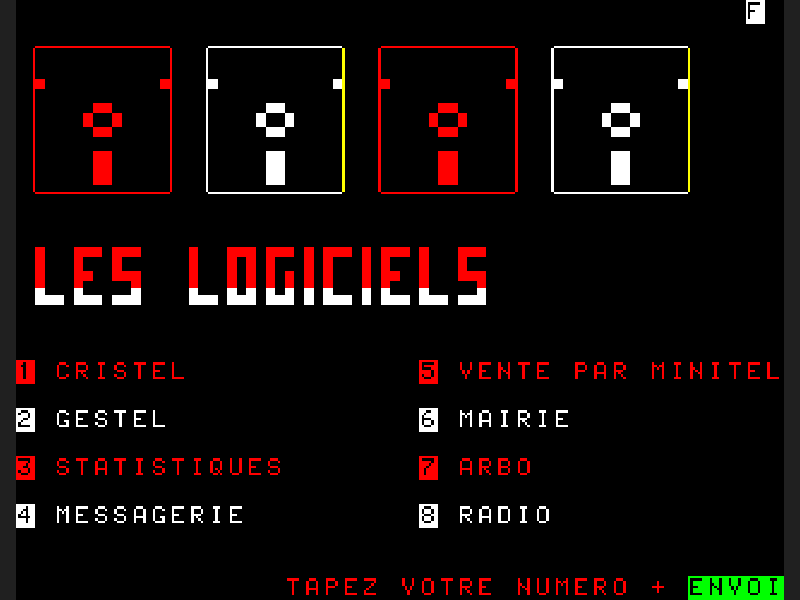 F
LES LOGICIELS
1 CRISTEL 5 VENTE PAR MINITEL
2 GESTEL 6 MAIRIE
3 STATISTIQUES 7 ARBO
4 MESSAGERIE 8 RADIO
TAPEZ VOTRE NUMERO + ENVOI